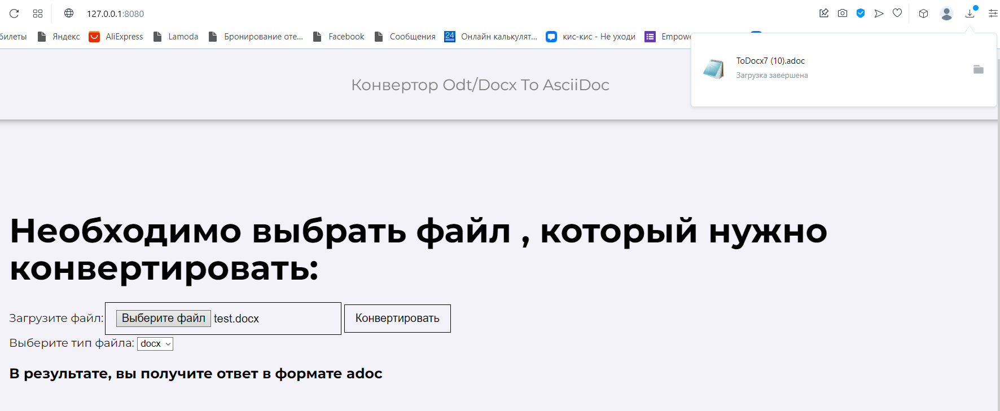 127.0.0.1:8080
билеты Яндекс AliExpress Lamoda Бронирование оте... Facebook Сообщения 24 Онлайн калькулят... кис-кис - Не уходи
ToDocx7 (10).adoc
Загрузка завершена
Конвертор Odt/Docx To AsciiDoc
Необходимо выбрать файл , который нужно
конвертировать:
Загрузите файл: Выберите файл test.docx Конвертировать
Выберите тип файла: docx
В результате, вы получите ответ в формате adoc